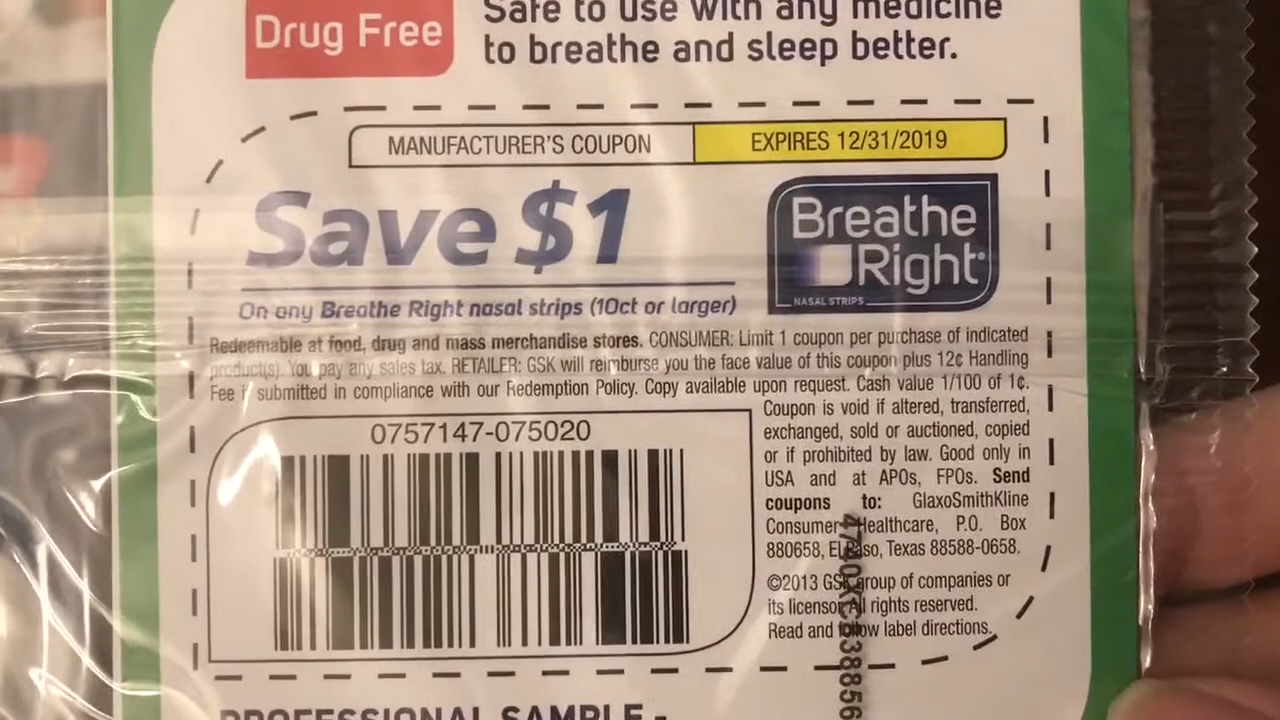 Drug Free
Safe to use with any medicine
to breathe and sleep better.
MANUFACTURER'S COUPON
EXPIRES 12/31/2019
Save $1
On any Breathe Right nasal strips (10ct or larger)
Breathe
Right®
NASAL STRIPS
Redeemable at food, drug and mass merchandise stores. CONSUMER: Limit 1 coupon per purchase of indicated
product(s). You pay any sales tax. RETAILER: GSK will reimburse you the face value of this coupon plus 12¢ Handling
Fee if submitted in compliance with our Redemption Policy. Copy available upon request. Cash value 1/100 of 1¢.
Coupon is void if altered, transferred,
exchanged, sold or auctioned, copied
or if prohibited by law. Good only in
USA and at APOs, FPOs. Send
coupons to: GlaxoSmithKline
Consumer Healthcare, P.O. Box
880658, El Paso, Texas 88588-0658.
©2013 GSK group of companies or
its licensor. All rights reserved.
Read and follow label directions.
0757147-075020
PROFESSIONAL SAMPLE -